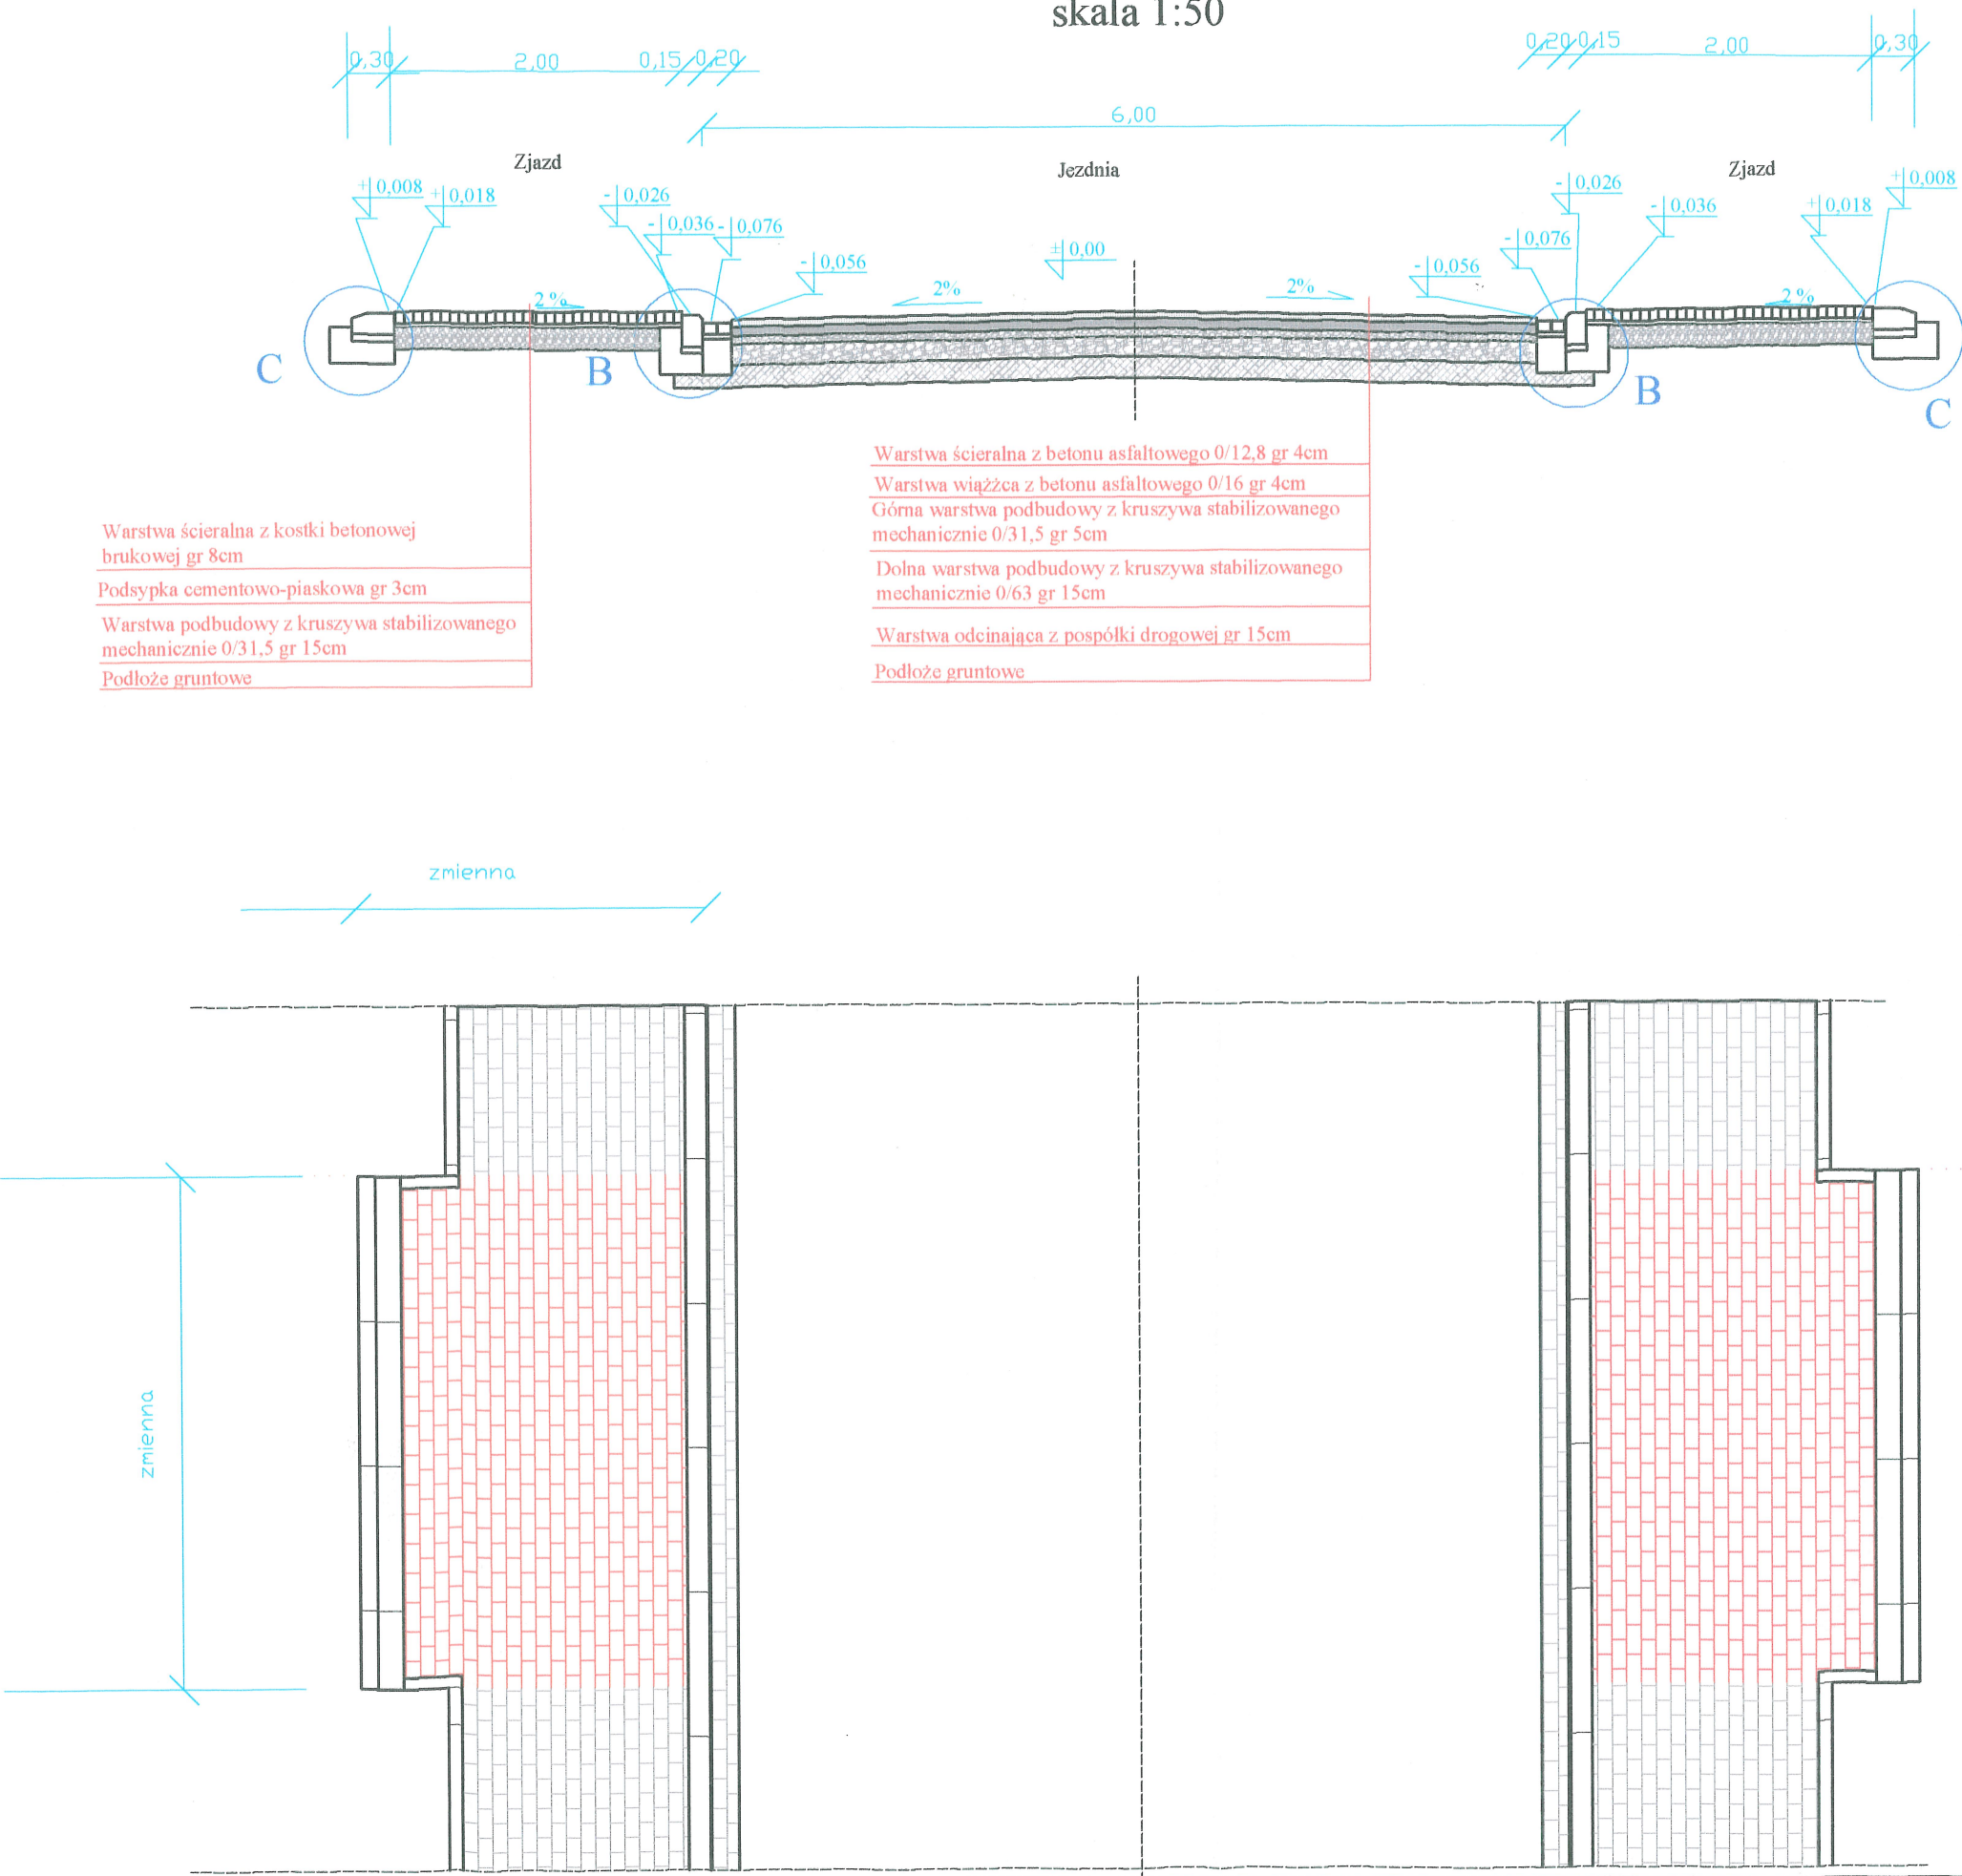 skala 1:50
0,30 2,00 0,15 0,20
0,20 0,15 2,00 0,30
6,00
Zjazd
Jezdnia
Zjazd
+0,008
+0,018
-0,026
-0,036
-0,076
-0,056
±0,00
-0,056
-0,076
-0,026
-0,036
+0,018
+0,008
2%
2%
2%
2%
C
B
B
C
Warstwa ścieralna z kostki betonowej
brukowej gr 8cm
Podsypka cementowo-piaskowa gr 3cm
Warstwa podbudowy z kruszywa stabilizowanego
mechanicznie 0/31,5 gr 15cm
Podłoże gruntowe
Warstwa ścieralna z betonu asfaltowego 0/12,8 gr 4cm
Warstwa wiążżca z betonu asfaltowego 0/16 gr 4cm
Górna warstwa podbudowy z kruszywa stabilizowanego
mechanicznie 0/31,5 gr 5cm
Dolna warstwa podbudowy z kruszywa stabilizowanego
mechanicznie 0/63 gr 15cm
Warstwa odcinająca z pospółki drogowej gr 15cm
Podłoże gruntowe
zmienna
zmienna